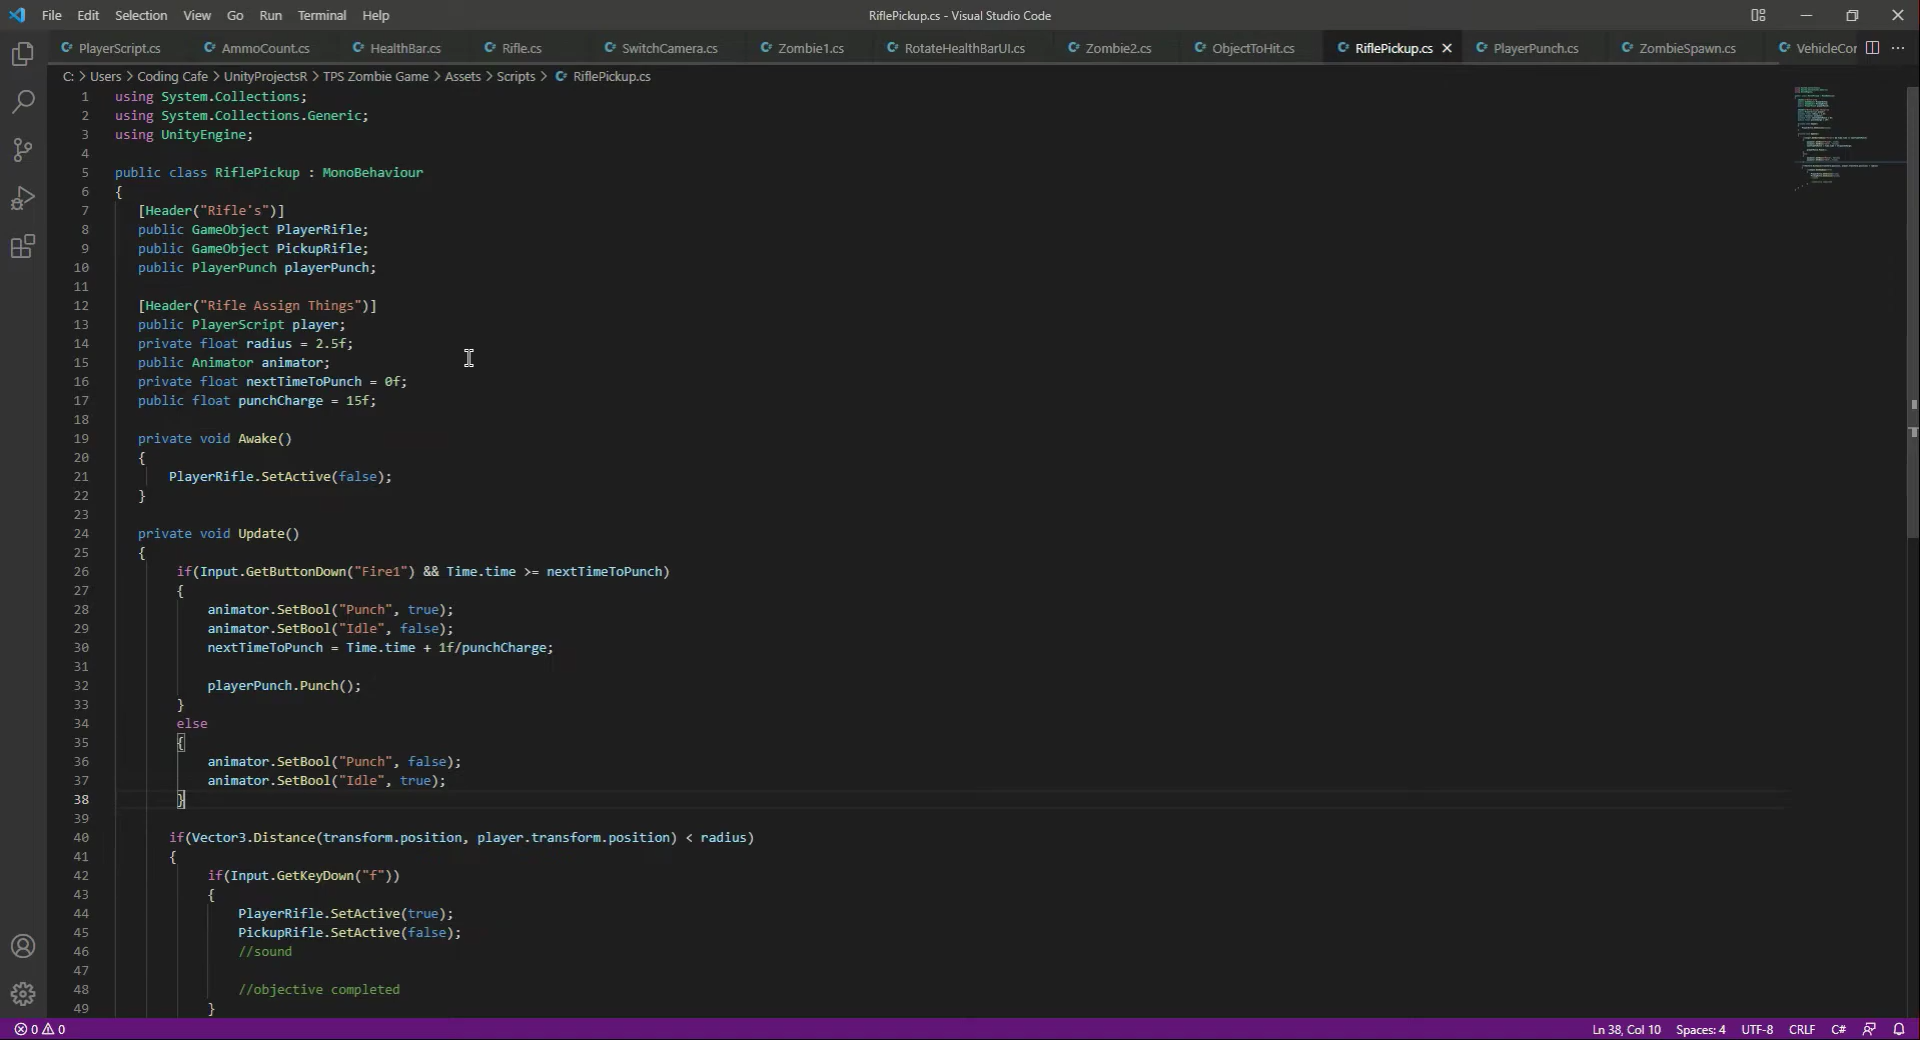 File Edit Selection View Go Run Terminal Help RiflePickup.cs - Visual Studio Code
PlayerScript.cs AmmoCount.cs HealthBar.cs Rifle.cs SwitchCamera.cs Zombie1.cs RotateHealthBarUI.cs Zombie2.cs ObjectToHit.cs RiflePickup.cs PlayerPunch.cs ZombieSpawn.cs VehicleCor
C: > Users > Coding Cafe > UnityProjectsR > TPS Zombie Game > Assets > Scripts > RiflePickup.cs
1 using System.Collections;
2 using System.Collections.Generic;
3 using UnityEngine;
4
5 public class RiflePickup : MonoBehaviour
6 {
7 [Header("Rifle's")]
8 public GameObject PlayerRifle;
9 public GameObject PickupRifle;
10 public PlayerPunch playerPunch;
11
12 [Header("Rifle Assign Things")]
13 public PlayerScript player;
14 private float radius = 2.5f;
15 public Animator animator;
16 private float nextTimeToPunch = 0f;
17 public float punchCharge = 15f;
18
19 private void Awake()
20 {
21 PlayerRifle.SetActive(false);
22 }
23
24 private void Update()
25 {
26 if(Input.GetButtonDown("Fire1") && Time.time >= nextTimeToPunch)
27 {
28 animator.SetBool("Punch", true);
29 animator.SetBool("Idle", false);
30 nextTimeToPunch = Time.time + 1f/punchCharge;
31
32 playerPunch.Punch();
33 }
34 else
35 {
36 animator.SetBool("Punch", false);
37 animator.SetBool("Idle", true);
38 }
39
40 if(Vector3.Distance(transform.position, player.transform.position) < radius)
41 {
42 if(Input.GetKeyDown("f"))
43 {
44 PlayerRifle.SetActive(true);
45 PickupRifle.SetActive(false);
46 //sound
47
48 //objective completed
49 }
0 0 Ln 38, Col 10 Spaces: 4 UTF-8 CRLF C#